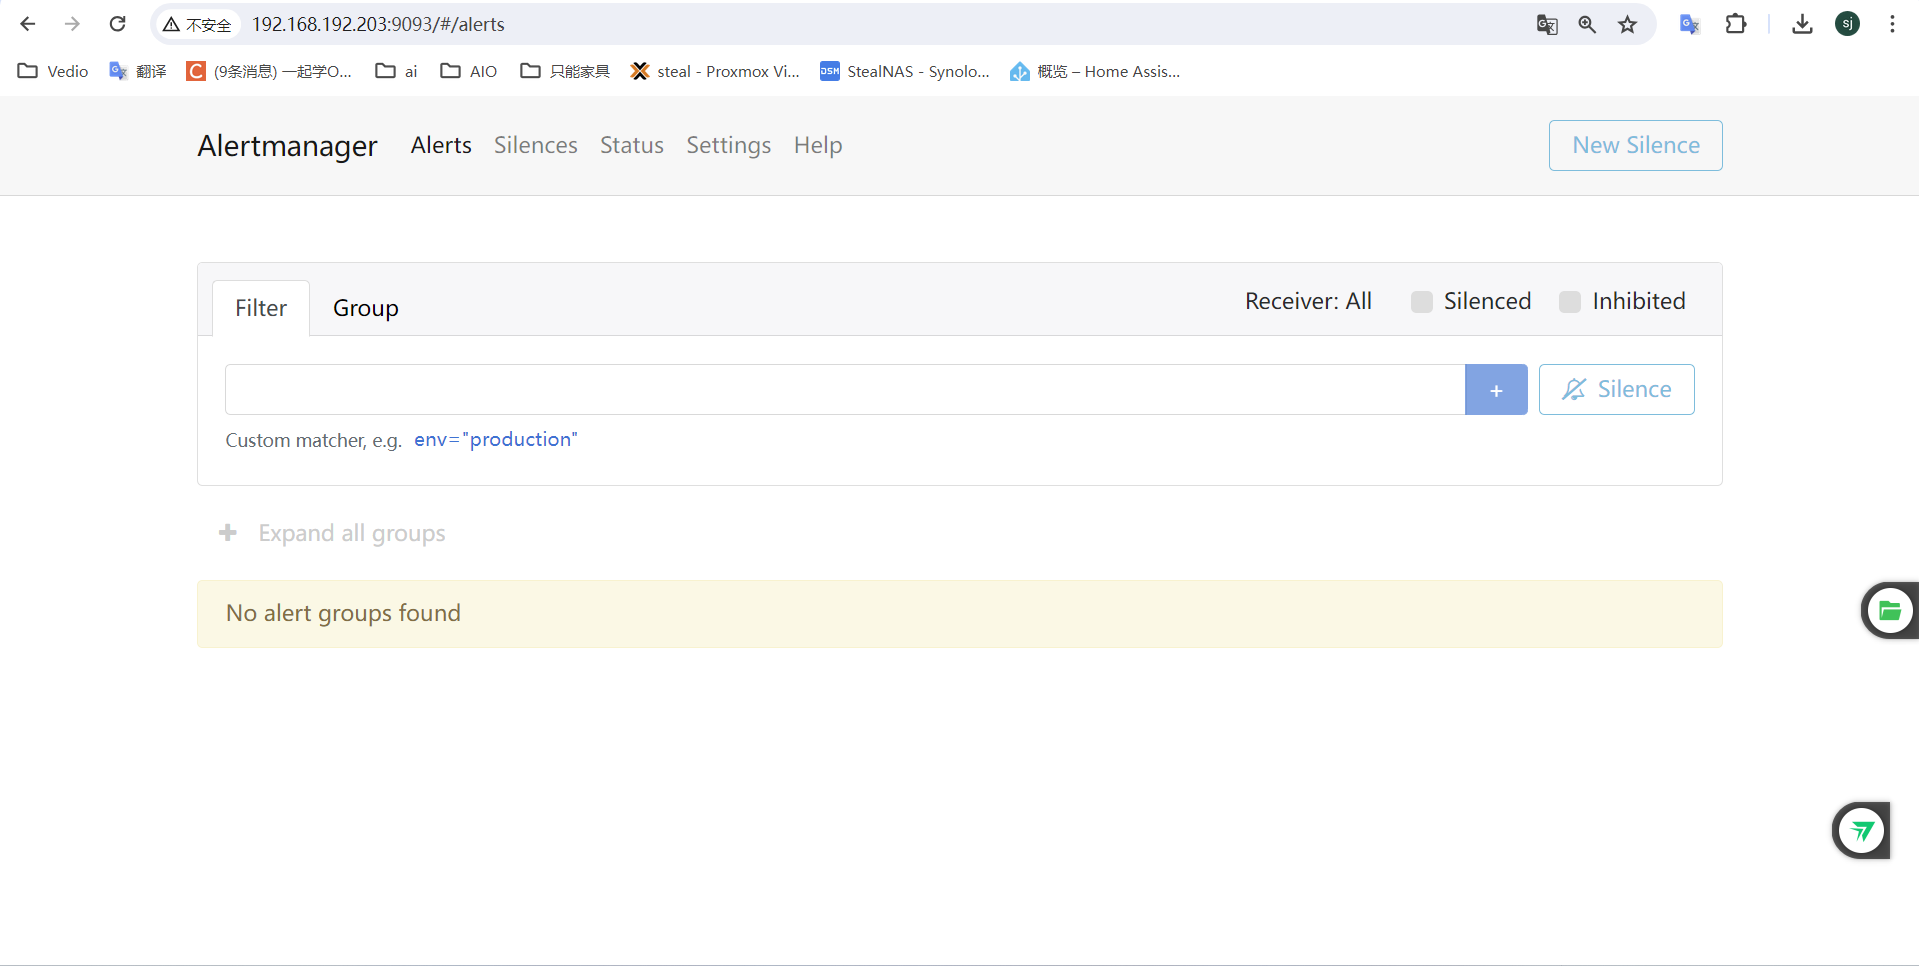 不安全 192.168.192.203:9093/#/alerts sj
Vedio 翻译 (9条消息) 一起学O... ai AIO 只能家具 steal - Proxmox Vi... DSM StealNAS - Synolo... 概览 – Home Assis...
Alertmanager Alerts Silences Status Settings Help New Silence
Filter Group Receiver: All Silenced Inhibited
+ Silence
Custom matcher, e.g. env="production"
+ Expand all groups
No alert groups found